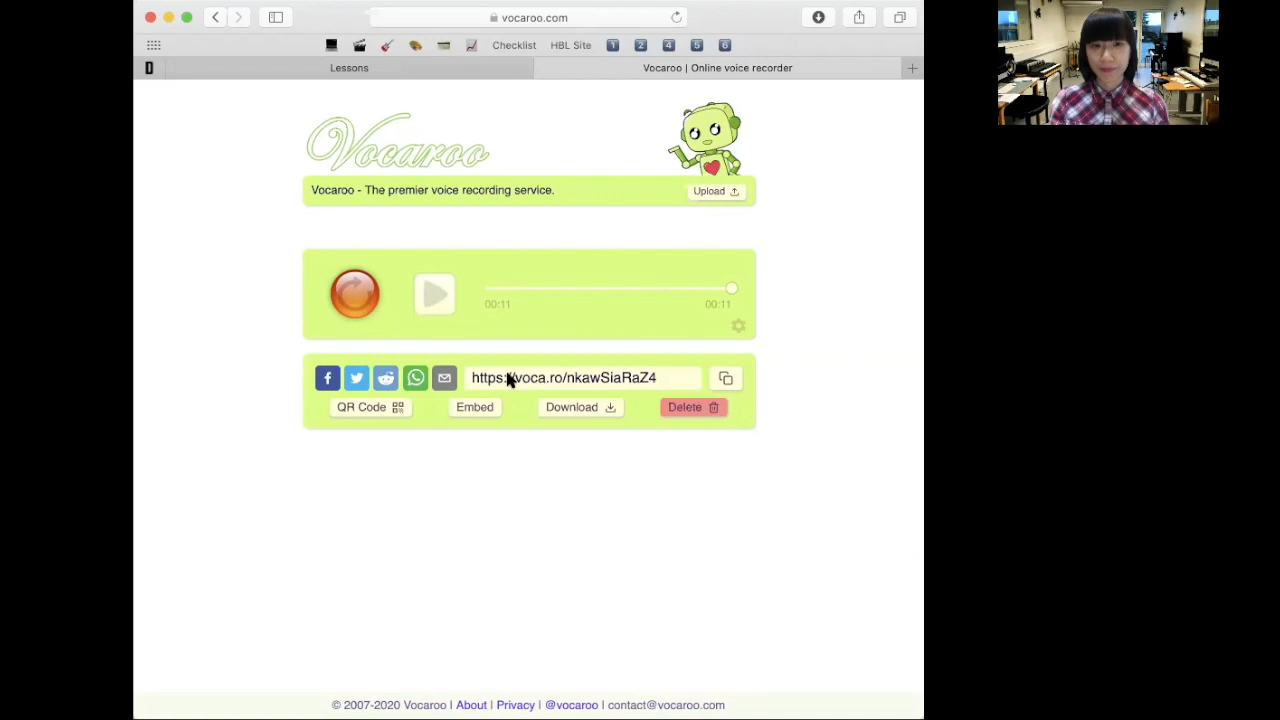 vocaroo.com
Checklist HBL Site 1 2 4 5 6
Lessons Vocaroo | Online voice recorder
Vocaroo
Vocaroo - The premier voice recording service. Upload
00:11 00:11
https://voca.ro/nkawSiaRaZ4
QR Code Embed Download Delete
© 2007-2020 Vocaroo | About | Privacy | @vocaroo | contact@vocaroo.com